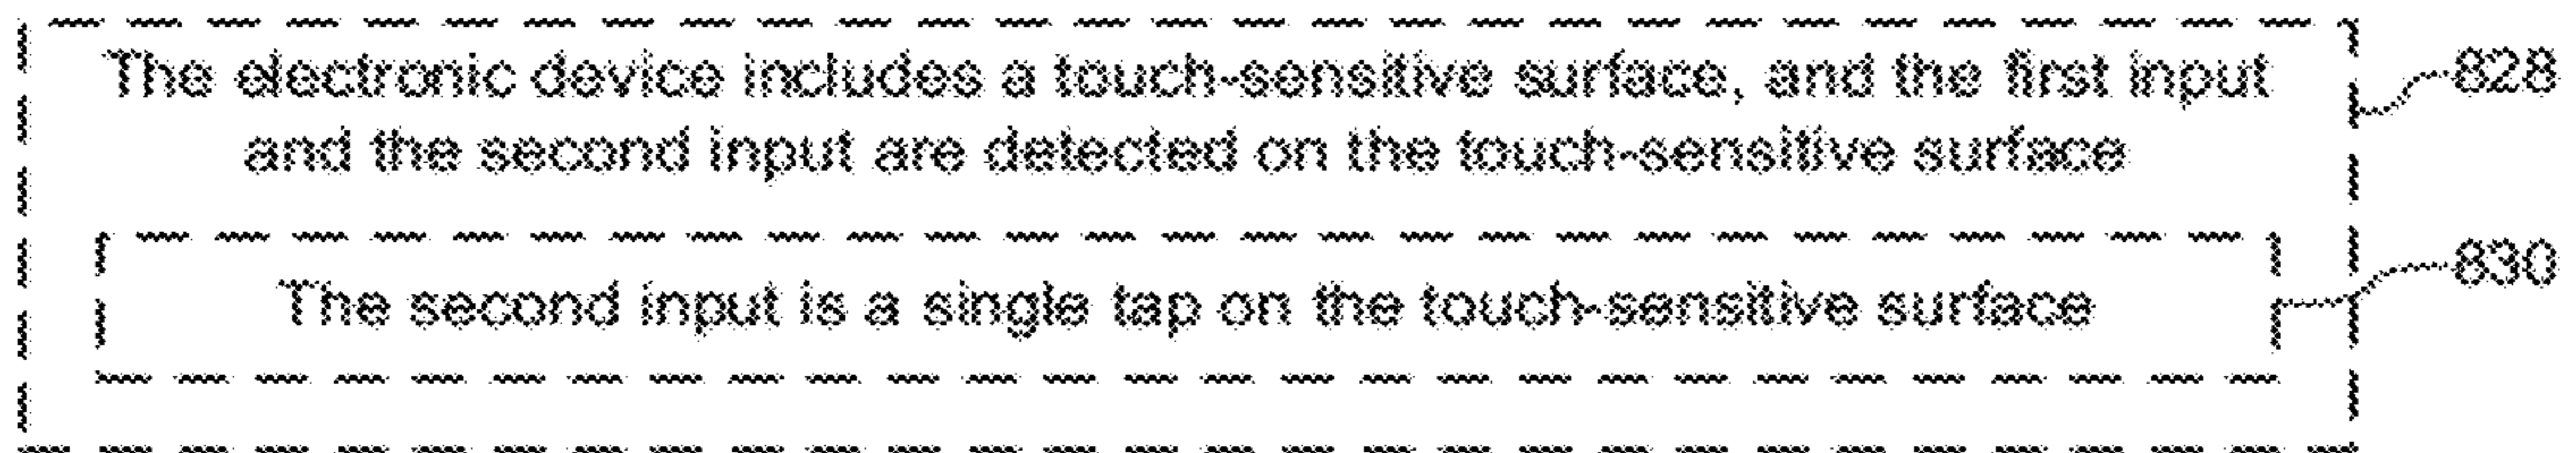 The electronic device includes a touch-sensitive surface, and the first input
828
and the second input are detected on the touch-sensitive surface
830
The second input is a single tap on the touch-sensitive surface